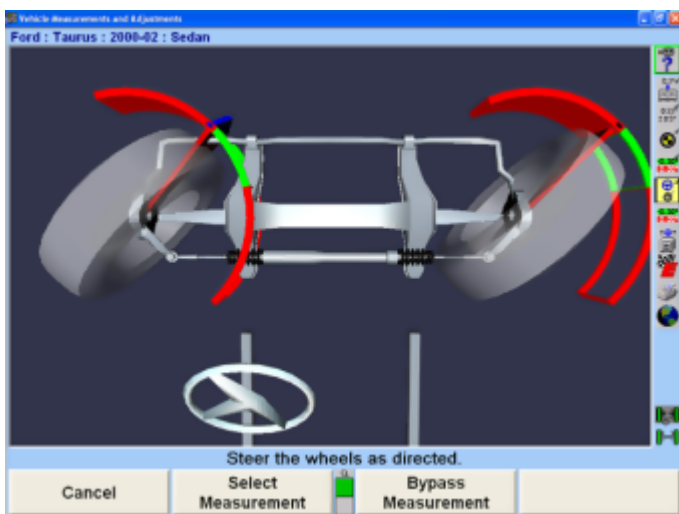 Vehicle Measurements and Adjustments
Ford : Taurus : 2000-02 : Sedan
Steer the wheels as directed.
Cancel
Select
Measurement
Bypass
Measurement